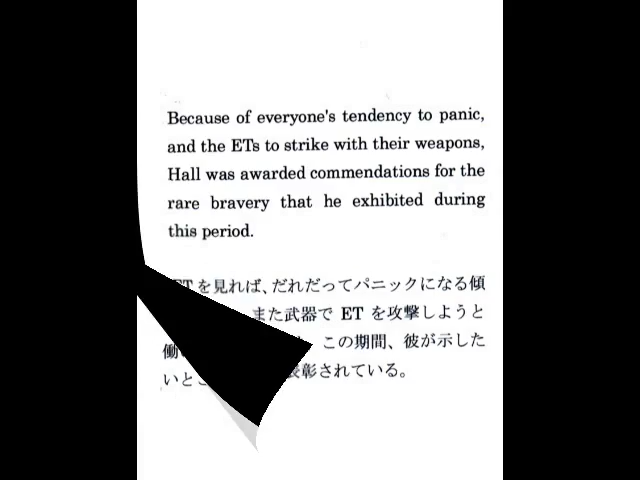 Because of everyone's tendency to panic,
and the ETs to strike with their weapons,
Hall was awarded commendations for the
rare bravery that he exhibited during
this period.
ETを見れば、だれだってパニックになる傾
また武器で ET を攻撃しようと
働 この期間、彼が示した
いとこ 表彰されている。